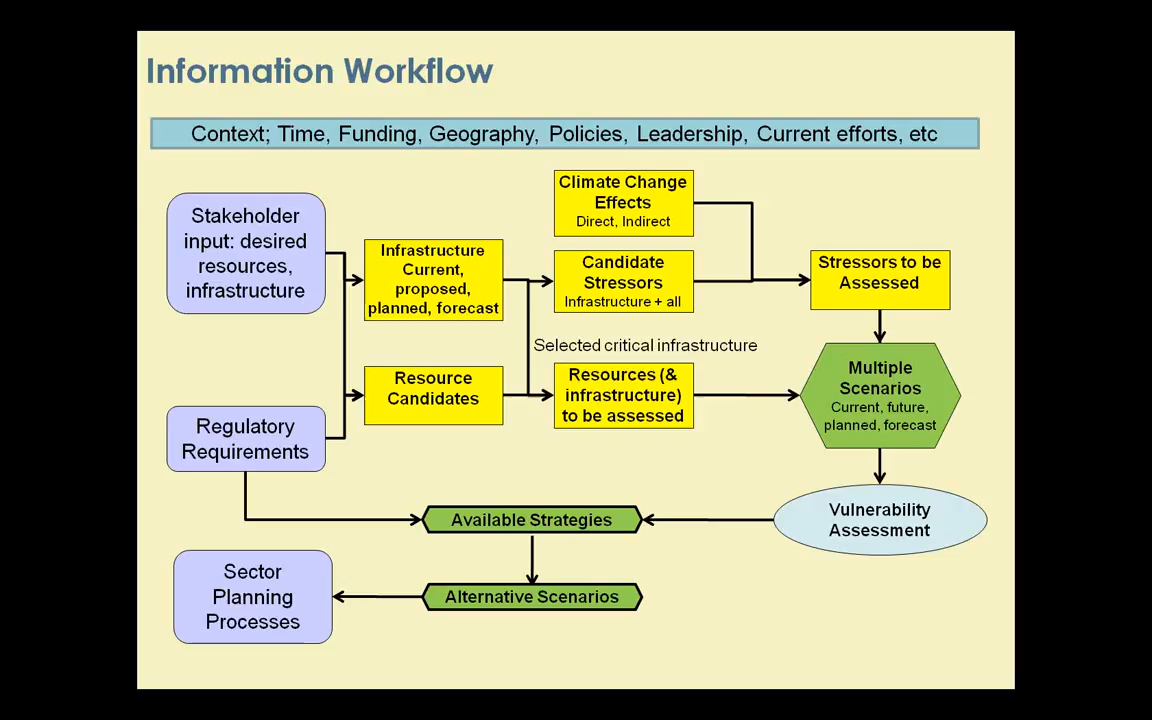 Information Workflow
Context; Time, Funding, Geography, Policies, Leadership, Current efforts, etc
Stakeholder
input: desired
resources,
infrastructure
Regulatory
Requirements
Infrastructure
Current,
proposed,
planned, forecast
Resource
Candidates
Climate Change
Effects
Direct, Indirect
Candidate
Stressors
Infrastructure + all
Selected critical infrastructure
Resources (&
infrastructure)
to be assessed
Stressors to be
Assessed
Multiple
Scenarios
Current, future,
planned, forecast
Vulnerability
Assessment
Available Strategies
Alternative Scenarios
Sector
Planning
Processes